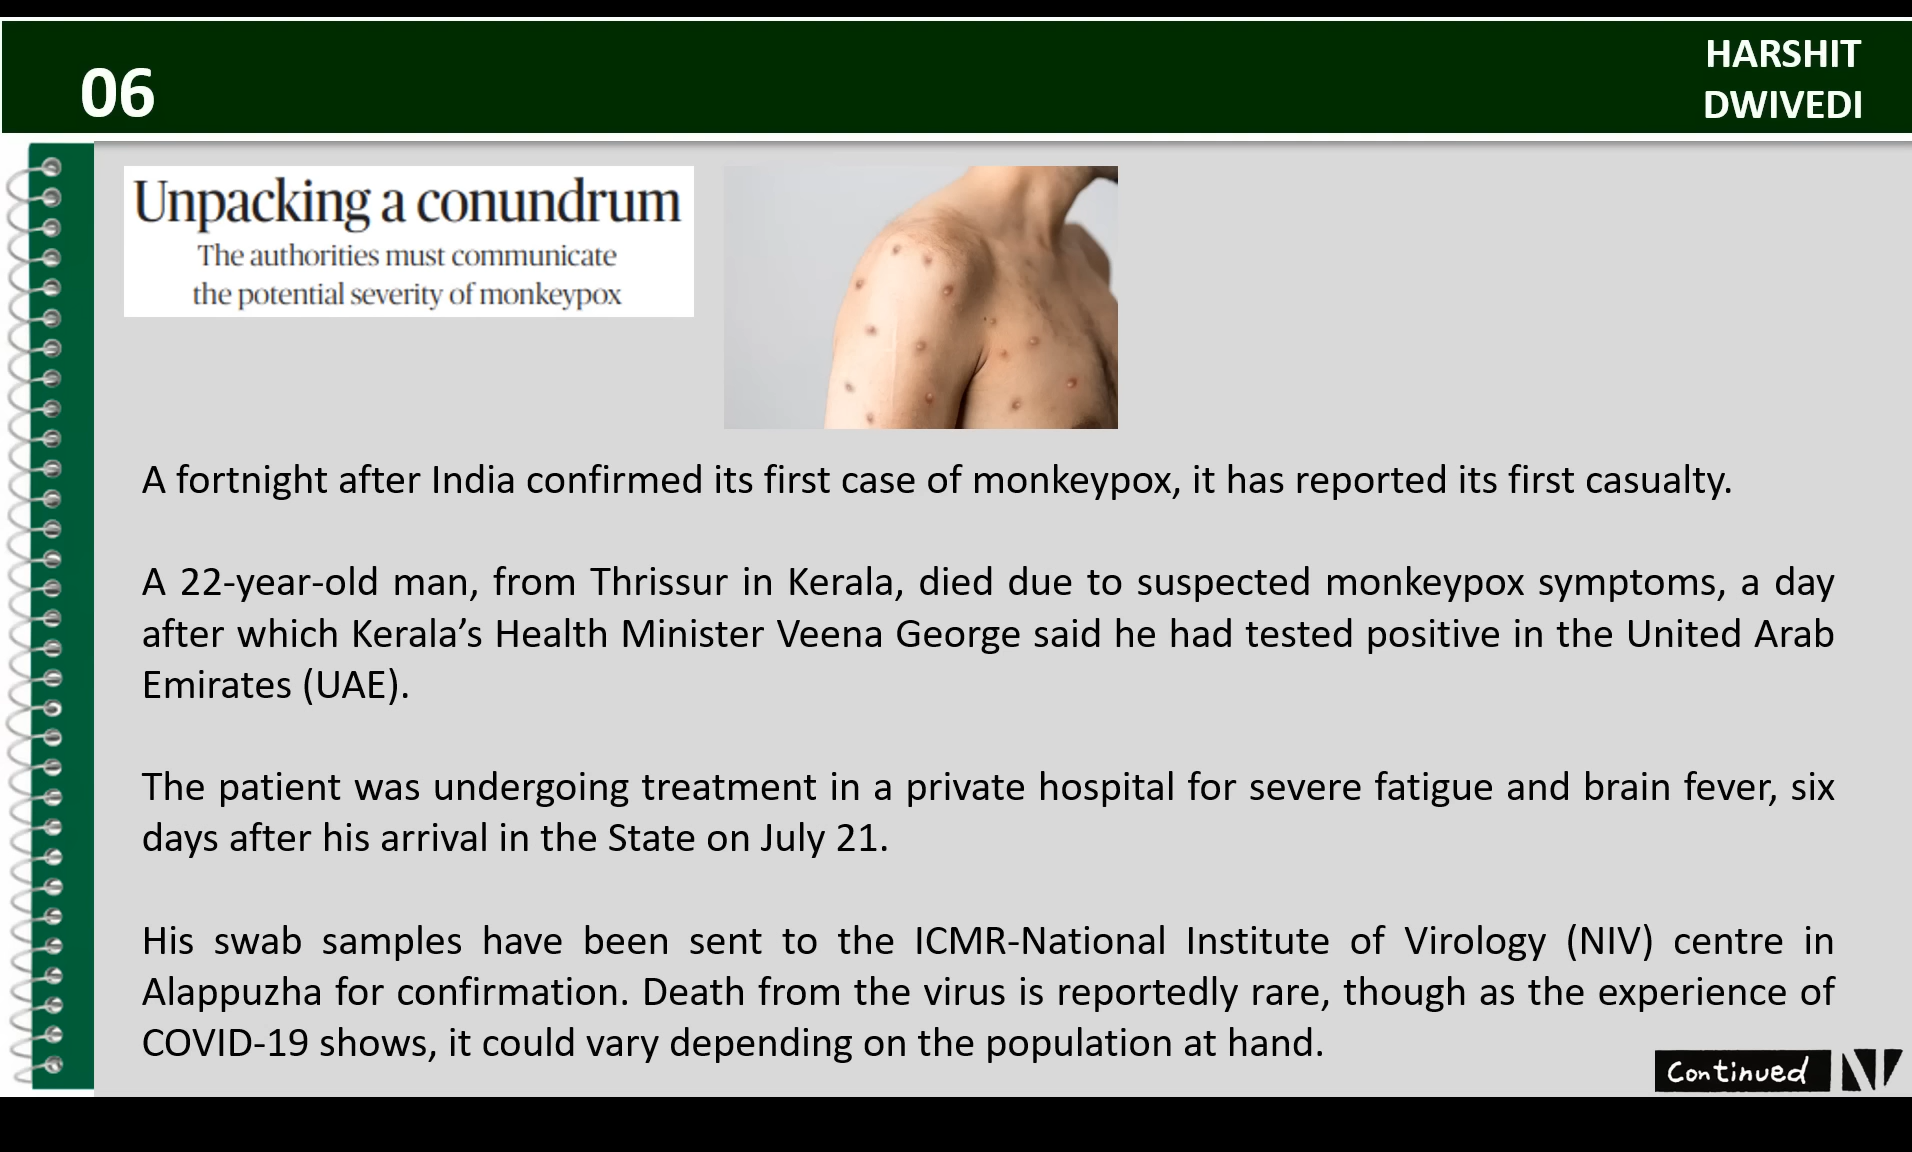 06
HARSHIT
DWIVEDI
Unpacking a conundrum
The authorities must communicate
the potential severity of monkeypox
A fortnight after India confirmed its first case of monkeypox, it has reported its first casualty.
A 22-year-old man, from Thrissur in Kerala, died due to suspected monkeypox symptoms, a day
after which Kerala’s Health Minister Veena George said he had tested positive in the United Arab
Emirates (UAE).
The patient was undergoing treatment in a private hospital for severe fatigue and brain fever, six
days after his arrival in the State on July 21.
His swab samples have been sent to the ICMR-National Institute of Virology (NIV) centre in
Alappuzha for confirmation. Death from the virus is reportedly rare, though as the experience of
COVID-19 shows, it could vary depending on the population at hand.
Continued